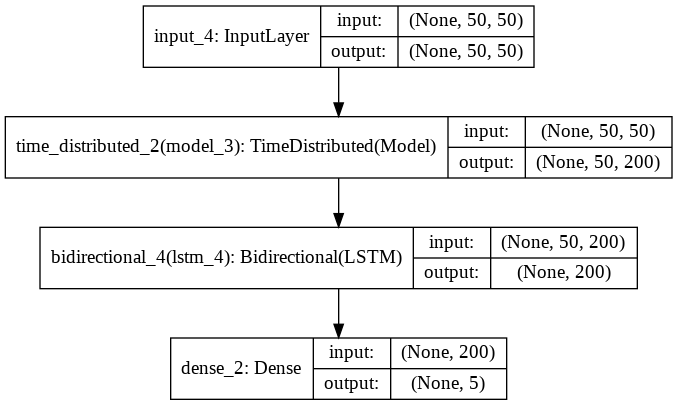 input_4: InputLayer
input: (None, 50, 50)
output: (None, 50, 50)
time_distributed_2(model_3): TimeDistributed(Model)
input: (None, 50, 50)
output: (None, 50, 200)
bidirectional_4(lstm_4): Bidirectional(LSTM)
input: (None, 50, 200)
output: (None, 200)
dense_2: Dense
input: (None, 200)
output: (None, 5)